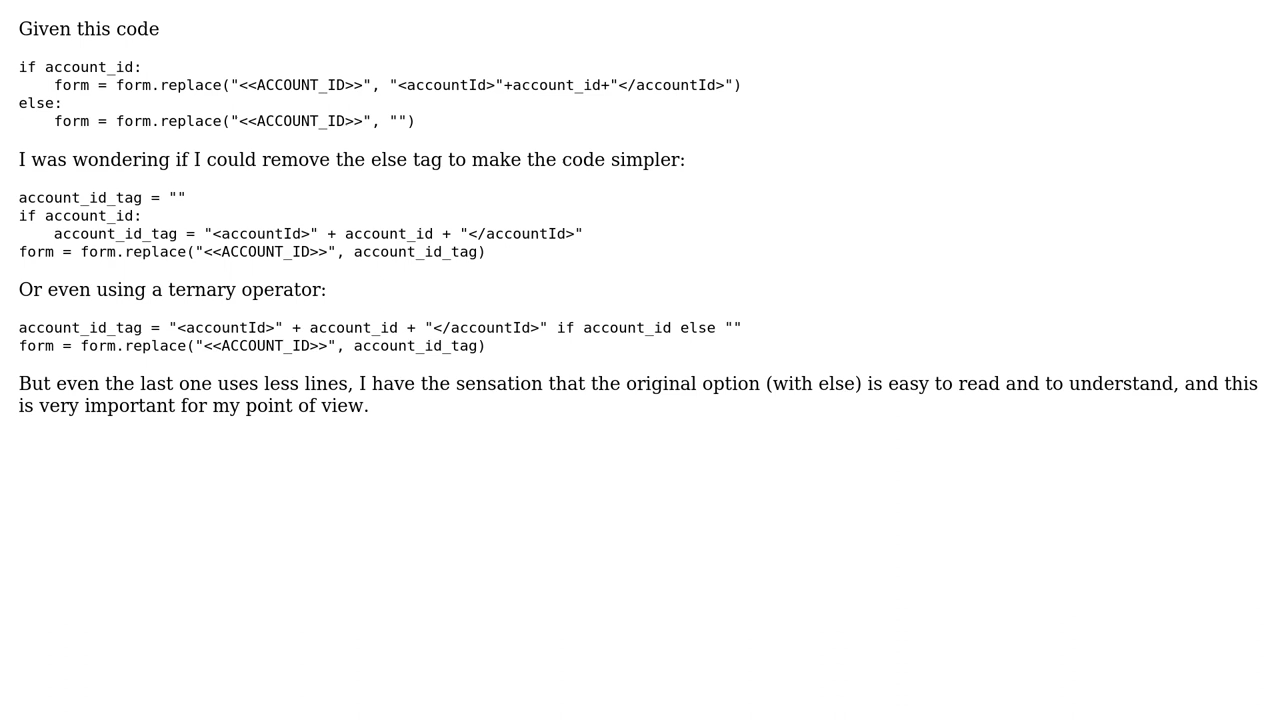 Given this code
if account_id:
    form = form.replace("<<ACCOUNT_ID>>", "<accountId>"+account_id+"</accountId>")
else:
    form = form.replace("<<ACCOUNT_ID>>", "")
I was wondering if I could remove the else tag to make the code simpler:
account_id_tag = ""
if account_id:
    account_id_tag = "<accountId>" + account_id + "</accountId>"
form = form.replace("<<ACCOUNT_ID>>", account_id_tag)
Or even using a ternary operator:
account_id_tag = "<accountId>" + account_id + "</accountId>" if account_id else ""
form = form.replace("<<ACCOUNT_ID>>", account_id_tag)
But even the last one uses less lines, I have the sensation that the original option (with else) is easy to read and to understand, and this
is very important for my point of view.